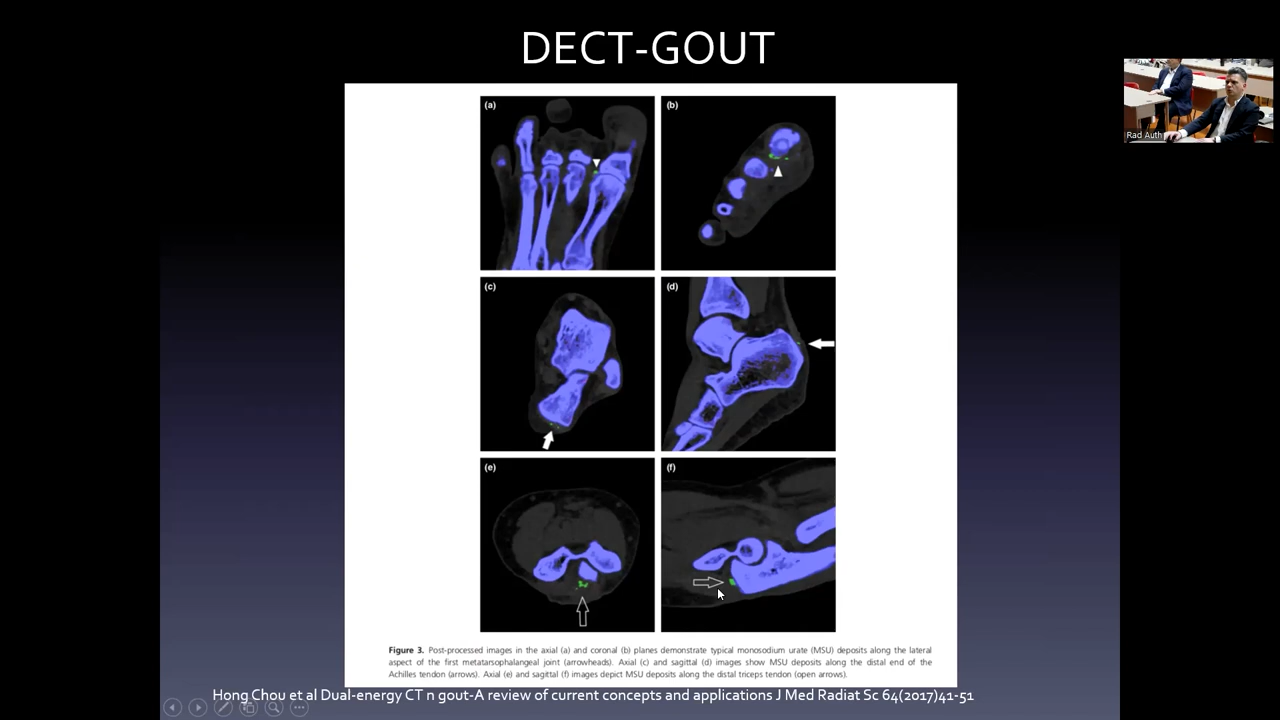 DECT-GOUT
Rad Auth
(a)
(b)
(c)
(d)
(e)
(f)
Figure 3. Post-processed images in the axial (a) and coronal (b) planes demonstrate typical monosodium urate (MSU) deposits along the lateral
aspect of the first metatarsophalangeal joint (arrowheads). Axial (c) and sagittal (d) images show MSU deposits along the distal end of the
Achilles tendon (arrows). Axial (e) and sagittal (f) images depict MSU deposits along the distal triceps tendon (open arrows).
Hong Chou et al Dual-energy CT n gout-A review of current concepts and applications J Med Radiat Sc 64(2017)41-51